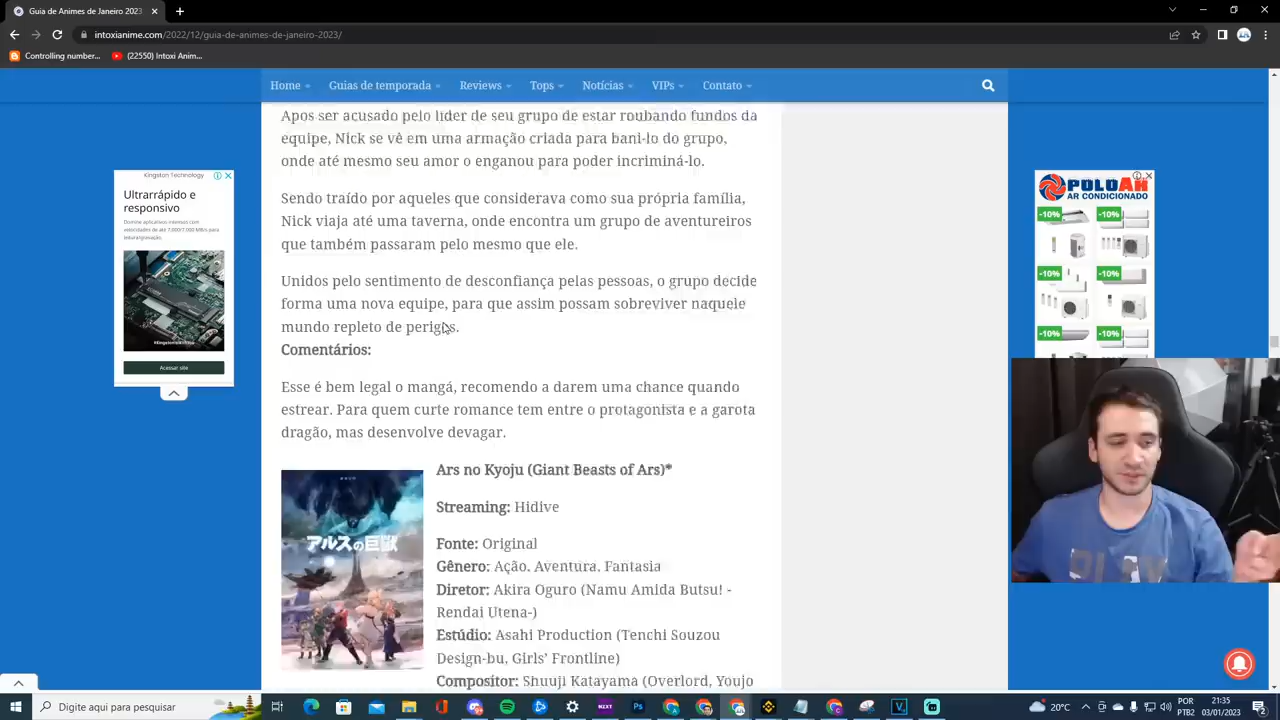 Guia de Animes de Janeiro 2023
intoxianime.com/2022/12/guia-de-animes-de-janeiro-2023/
Controlling number...
(22550) Intoxi Anim...
Home
Guias de temporada
Reviews
Tops
Notícias
VIPs
Contato
Apos ser acusado pelo lider de seu grupo de estar roubando fundos da
equipe, Nick se vê em uma armação criada para bani-lo do grupo,
onde até mesmo seu amor o enganou para poder incriminá-lo.
Sendo traído por aqueles que considerava como sua própria família,
Nick viaja até uma taverna, onde encontra um grupo de aventureiros
que também passaram pelo mesmo que ele.
Unidos pelo sentimento de desconfiança pelas pessoas, o grupo decide
forma uma nova equipe, para que assim possam sobreviver naquele
mundo repleto de perigos.
Comentários:
Esse é bem legal o mangá, recomendo a darem uma chance quando
estrear. Para quem curte romance tem entre o protagonista e a garota
dragão, mas desenvolve devagar.
アルスの巨獣
Ars no Kyoju (Giant Beasts of Ars)*
Streaming: Hidive
Fonte: Original
Gênero: Ação, Aventura, Fantasia
Diretor: Akira Oguro (Namu Amida Butsu! -
Rendai Utena-)
Estúdio: Asahi Production (Tenchi Souzou
Design-bu, Girls' Frontline)
Compositor: Shuuji Katayama (Overlord, Youjo
Kingston Technology
Ultrarrápido e
responsivo
Acessar site
POLOAR
AR CONDICIONADO
-10%
-10%
-10%
-10%
-10%
-10%
Digite aqui para pesquisar
NXT
20°C
POR
PTB2
21:35
03/01/2023